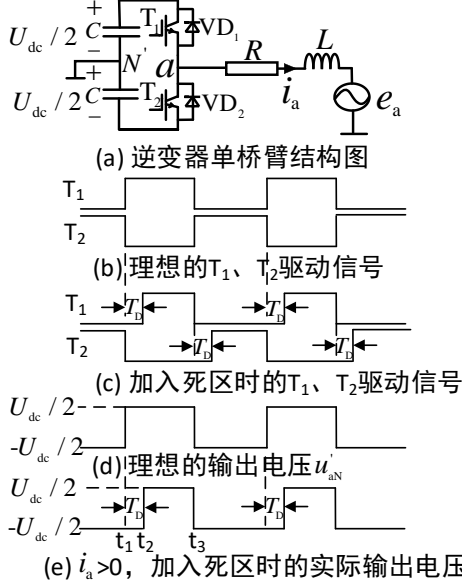 +
U_dc / 2 C T₁ VD₁
−
N' a R L
+ i_a e_a
U_dc / 2 C T₂ VD₂
−
(a) 逆变器单桥臂结构图
T₁
T₂
(b) 理想的T₁、T₂驱动信号
T₁ T_D T_D
T₂ T_D T_D
(c) 加入死区时的T₁、T₂驱动信号
U_dc / 2
-U_dc / 2
(d) 理想的输出电压u'_aN
U_dc / 2 T_D T_D
-U_dc / 2
t₁ t₂ t₃
(e) i_a>0，加入死区时的实际输出电压